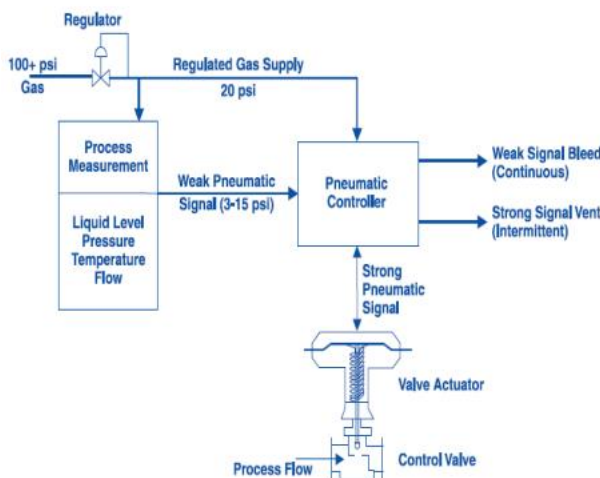 Regulator
100+ psi
Gas
Regulated Gas Supply
20 psi
Process
Measurement
Liquid Level
Pressure
Temperature
Flow
Weak Pneumatic
Signal (3-15 psi)
Pneumatic
Controller
Weak Signal Bleed
(Continuous)
Strong Signal Vent
(Intermittent)
Strong
Pneumatic
Signal
Valve Actuator
Process Flow
Control Valve